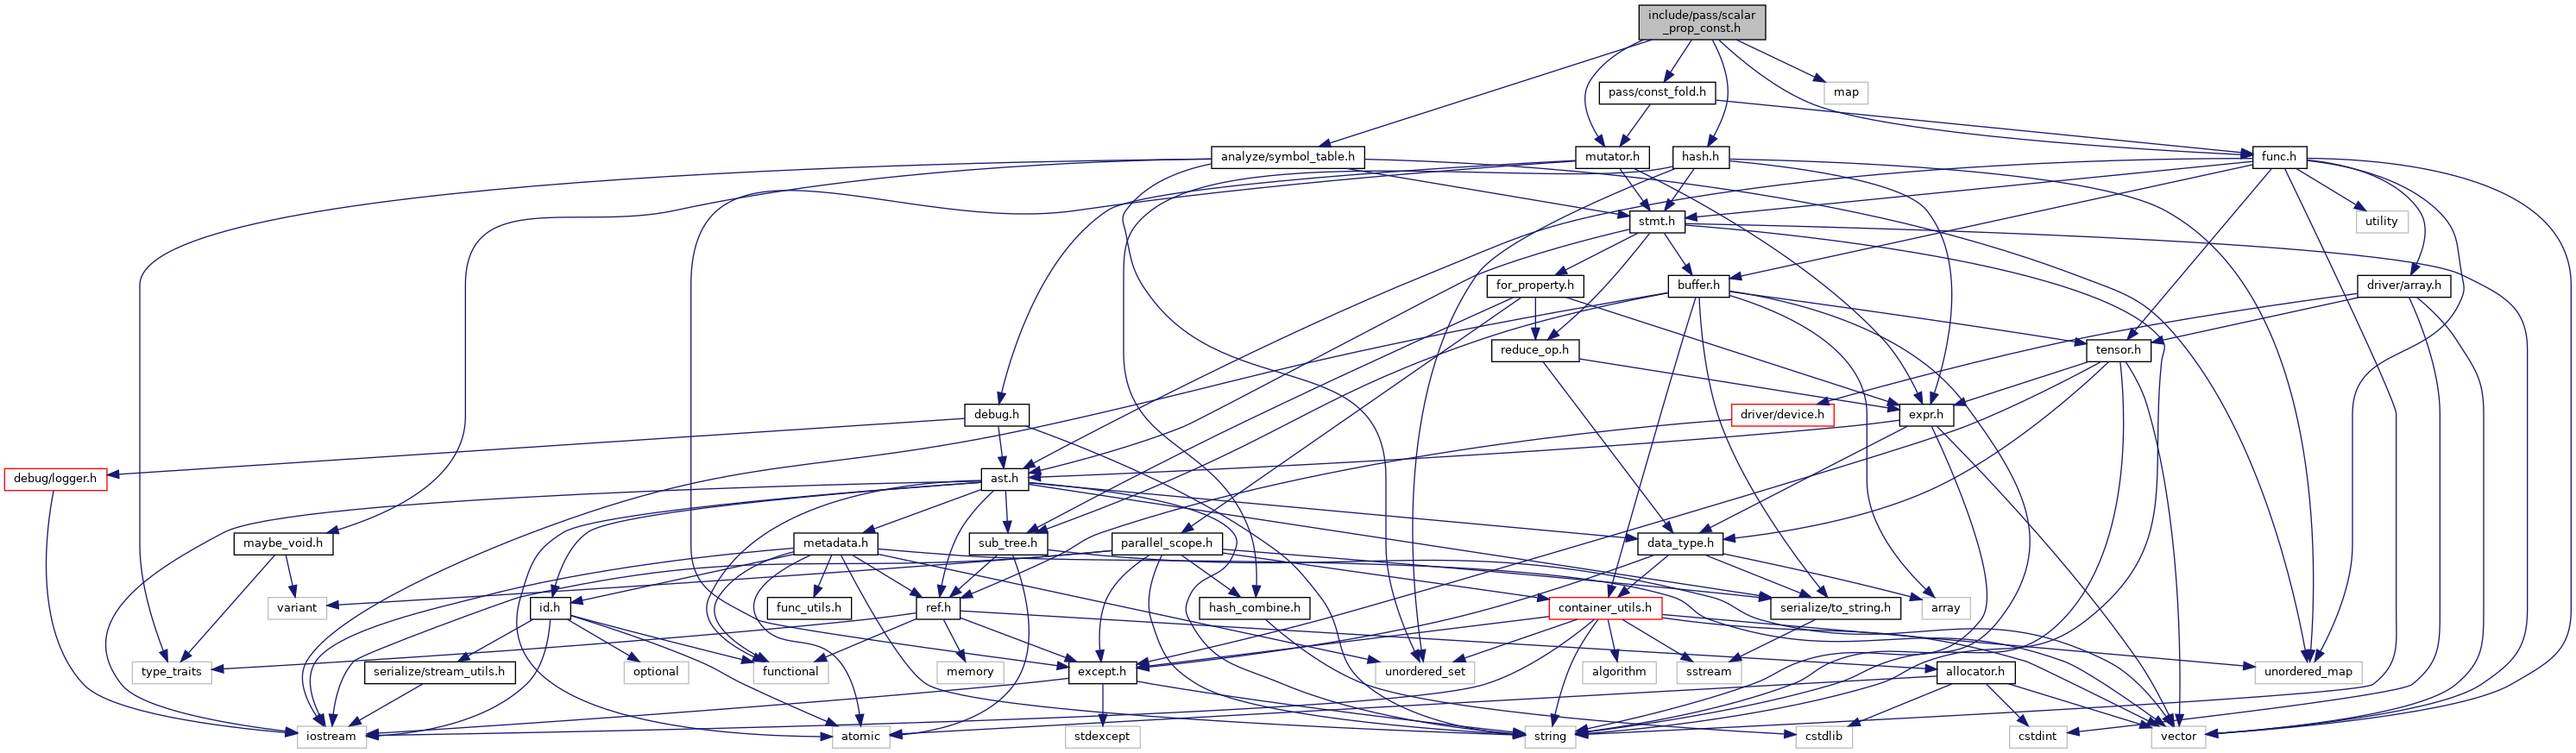 include/pass/scalar
_prop_const.h
pass/const_fold.h
map
analyze/symbol_table.h
mutator.h
hash.h
func.h
stmt.h
utility
for_property.h
buffer.h
driver/array.h
reduce_op.h
tensor.h
debug.h
driver/device.h
expr.h
debug/logger.h
ast.h
maybe_void.h
metadata.h
sub_tree.h
parallel_scope.h
data_type.h
variant
id.h
func_utils.h
ref.h
hash_combine.h
container_utils.h
serialize/to_string.h
array
type_traits
serialize/stream_utils.h
optional
functional
memory
except.h
unordered_set
algorithm
sstream
allocator.h
unordered_map
iostream
atomic
stdexcept
string
cstdlib
cstdint
vector